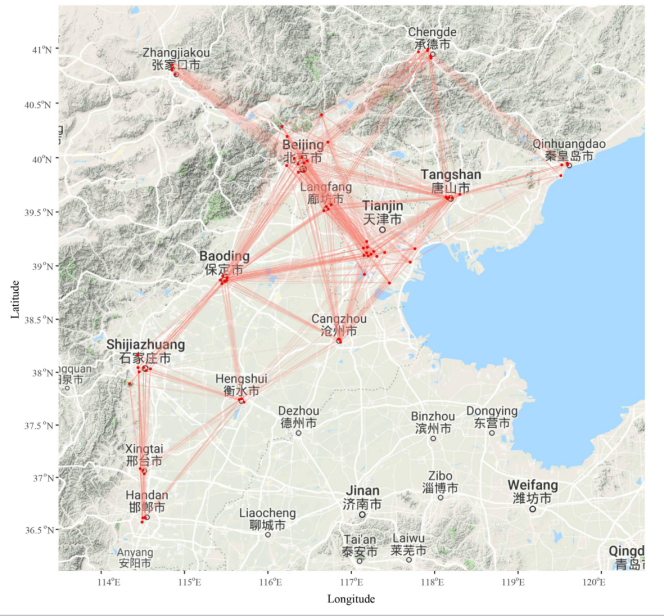 41°N
40.5°N
40°N
39.5°N
39°N
38.5°N
38°N
37.5°N
37°N
36.5°N
Latitude
Chengde
承德市
Zhangjiakou
张家口市
Beijing
北京市
Qinhuangdao
秦皇岛市
Langfang
廊坊市
Tangshan
唐山市
Tianjin
天津市
Baoding
保定市
Cangzhou
沧州市
Shijiazhuang
石家庄市
Hengshui
衡水市
Dezhou
德州市
Binzhou
滨州市
Dongying
东营市
Xingtai
邢台市
Zibo
淄博市
Weifang
潍坊市
Handan
邯郸市
Jinan
济南市
Liaocheng
聊城市
Tai'an
泰安市
Laiwu
莱芜市
Anyang
安阳市
Qingd
青岛
114°E
115°E
116°E
117°E
118°E
119°E
120°E
Longitude